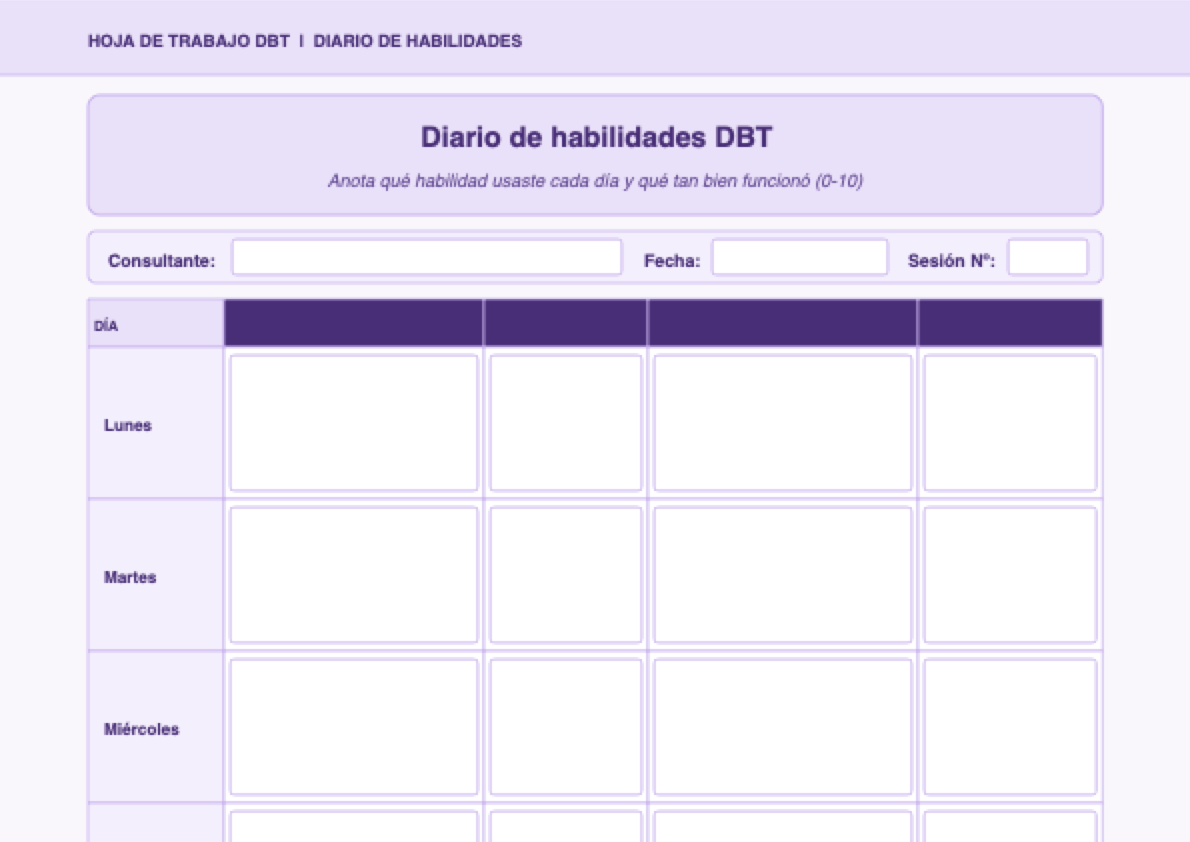 HOJA DE TRABAJO DBT | DIARIO DE HABILIDADES
Diario de habilidades DBT
Anota qué habilidad usaste cada día y qué tan bien funcionó (0-10)
Consultante: Fecha: Sesión N°:
DÍA
Lunes
Martes
Miércoles